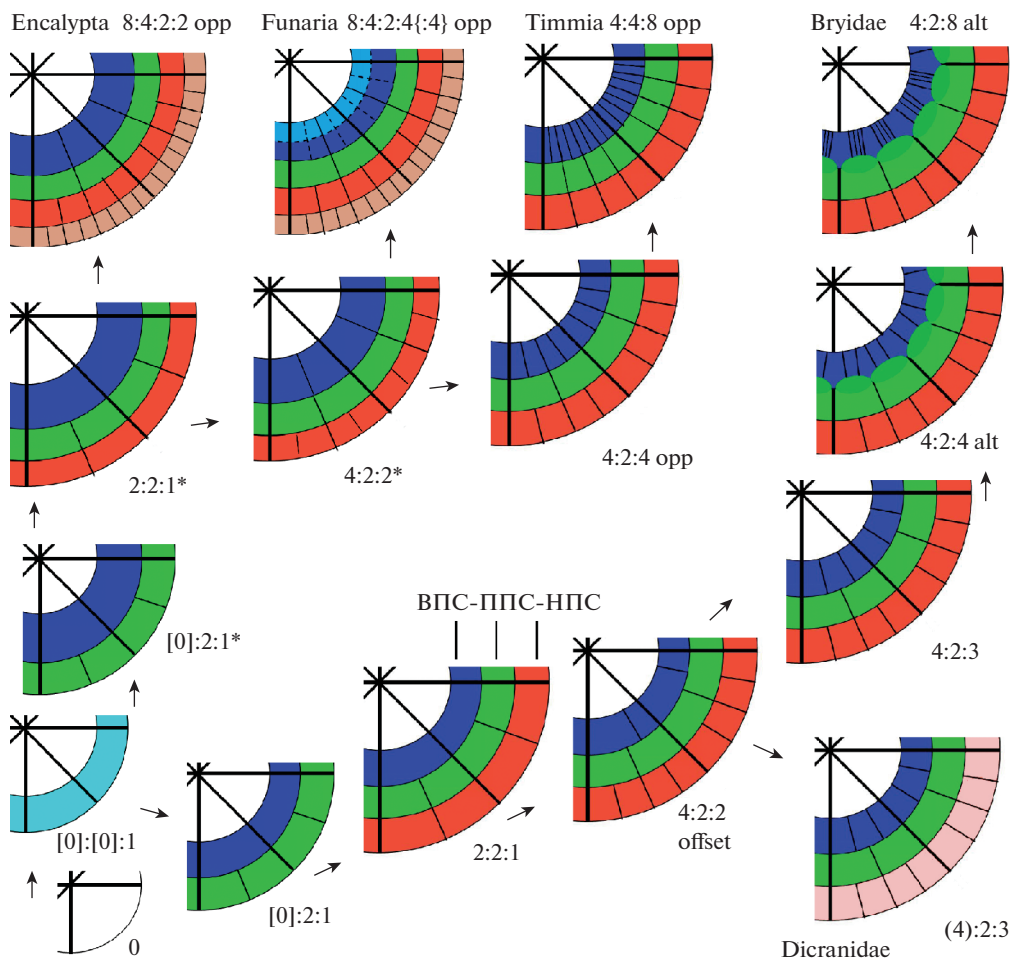 Encalypta 8:4:2:2 opp
Funaria 8:4:2:4{:4} opp
Timmia 4:4:8 opp
Bryidae 4:2:8 alt
2:2:1*
4:2:2*
4:2:4 opp
4:2:4 alt
[0]:2:1*
ВПС-ППС-НПС
4:2:3
[0]:[0]:1
2:2:1
4:2:2
offset
0
[0]:2:1
(4):2:3
Dicranidae